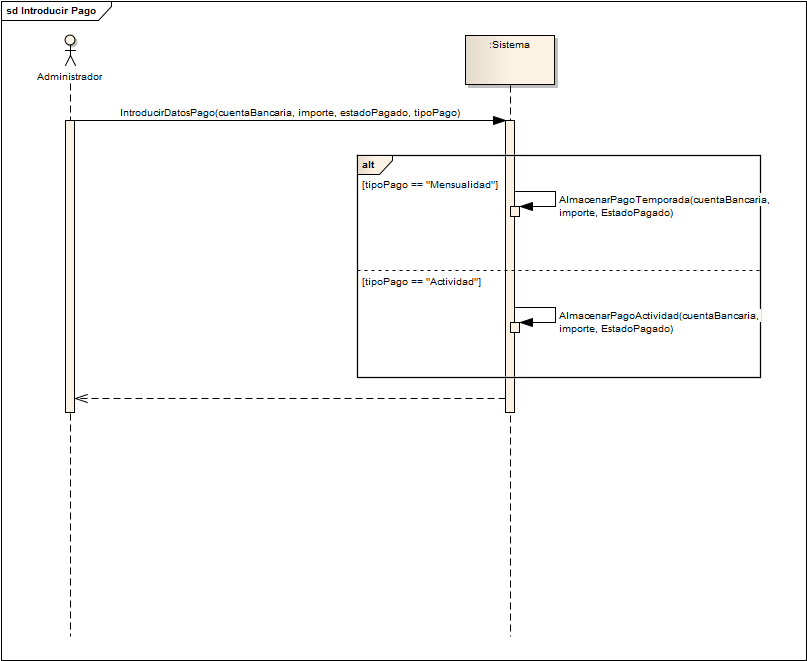 sd Introducir Pago
:Sistema
Administrador
IntroducirDatosPago(cuentaBancaria, importe, estadoPagado, tipoPago)
alt
[tipoPago == "Mensualidad"]
AlmacenarPagoTemporada(cuentaBancaria,
importe, EstadoPagado)
[tipoPago == "Actividad"]
AlmacenarPagoActividad(cuentaBancaria,
importe, EstadoPagado)